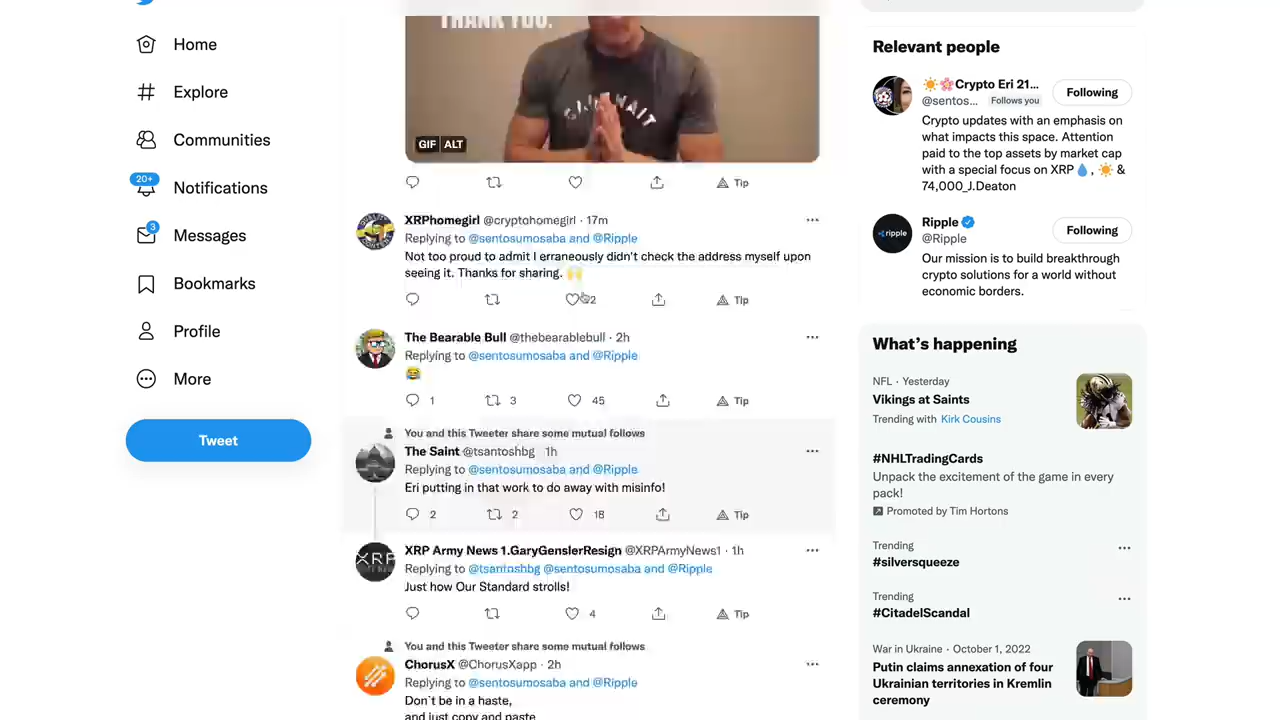 Home
Explore
Communities
20+
Notifications
3
Messages
Bookmarks
Profile
More
Tweet
THANK YOU.
GIF ALT
Tip
XRPhomegirl @cryptohomegirl · 17m
Replying to @sentosumosaba and @Ripple
Not too proud to admit I erraneously didn't check the address myself upon
seeing it. Thanks for sharing. 🙌
2
Tip
The Bearable Bull @thebearablebull · 2h
Replying to @sentosumosaba and @Ripple
😂
1 3 45 Tip
You and this Tweeter share some mutual follows
The Saint @tsantoshbg · 1h
Replying to @sentosumosaba and @Ripple
Eri putting in that work to do away with misinfo!
2 2 18 Tip
XRP Army News 1.GaryGenslerResign @XRPArmyNews1 · 1h
Replying to @tsantoshbg @sentosumosaba and @Ripple
Just how Our Standard strolls!
4 Tip
You and this Tweeter share some mutual follows
ChorusX @ChorusXapp · 2h
Replying to @sentosumosaba and @Ripple
Don't be in a haste,
and just copy and paste
Relevant people
☀️🌸Crypto Eri 21...
@sentos... Follows you
Following
Crypto updates with an emphasis on
what impacts this space. Attention
paid to the top assets by market cap
with a special focus on XRP💧, ☀️ &
74,000_J.Deaton
ripple
Ripple
@Ripple
Following
Our mission is to build breakthrough
crypto solutions for a world without
economic borders.
What's happening
NFL · Yesterday
Vikings at Saints
Trending with Kirk Cousins
#NHLTradingCards
Unpack the excitement of the game in every
pack!
Promoted by Tim Hortons
Trending
#silversqueeze
Trending
#CitadelScandal
War in Ukraine · October 1, 2022
Putin claims annexation of four
Ukrainian territories in Kremlin
ceremony